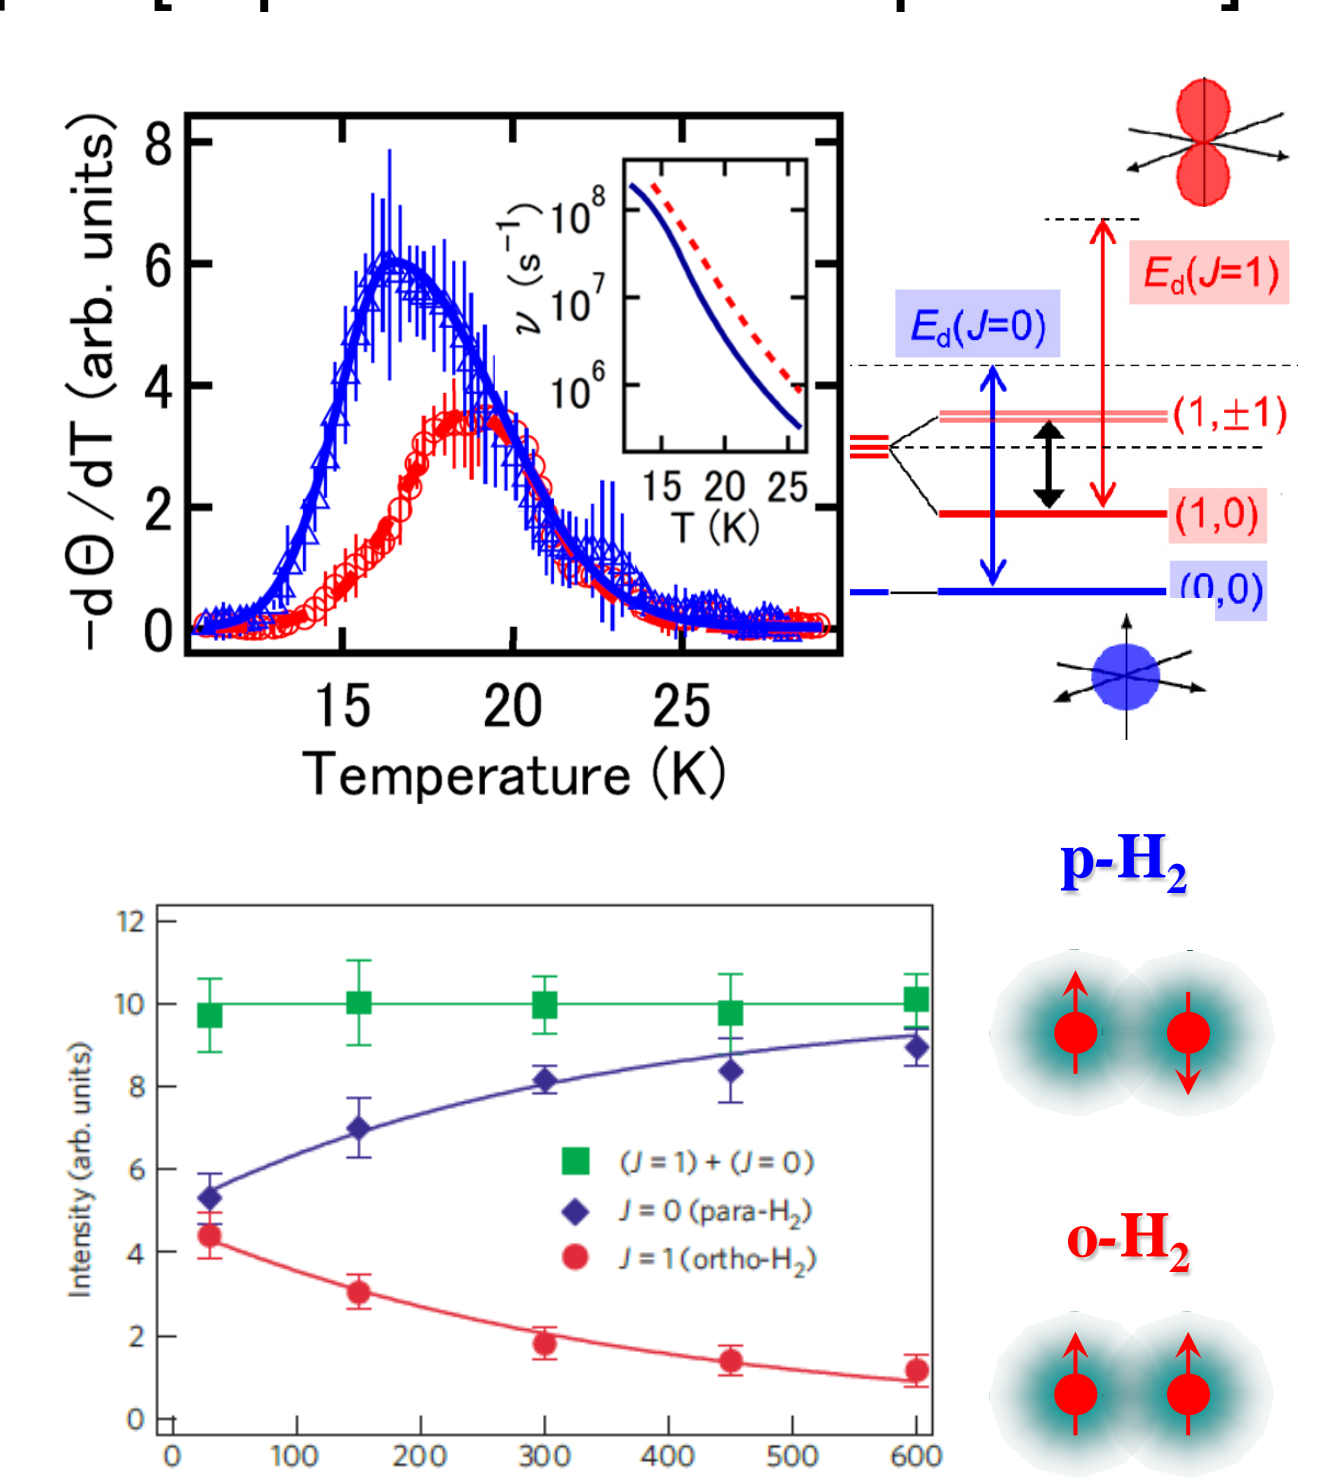 −dΘ/dT (arb. units)
8
6
4
2
0
15 20 25
Temperature (K)
ν (s⁻¹)
10⁸
10⁷
10⁶
15 20 25
T (K)
E_d(J=1)
E_d(J=0)
(1,±1)
(1,0)
(0,0)
p-H₂
Intensity (arb. units)
12
10
8
6
4
2
0
(J = 1) + (J = 0)
J = 0 (para-H₂)
J = 1 (ortho-H₂)
0 100 200 300 400 500 600
o-H₂